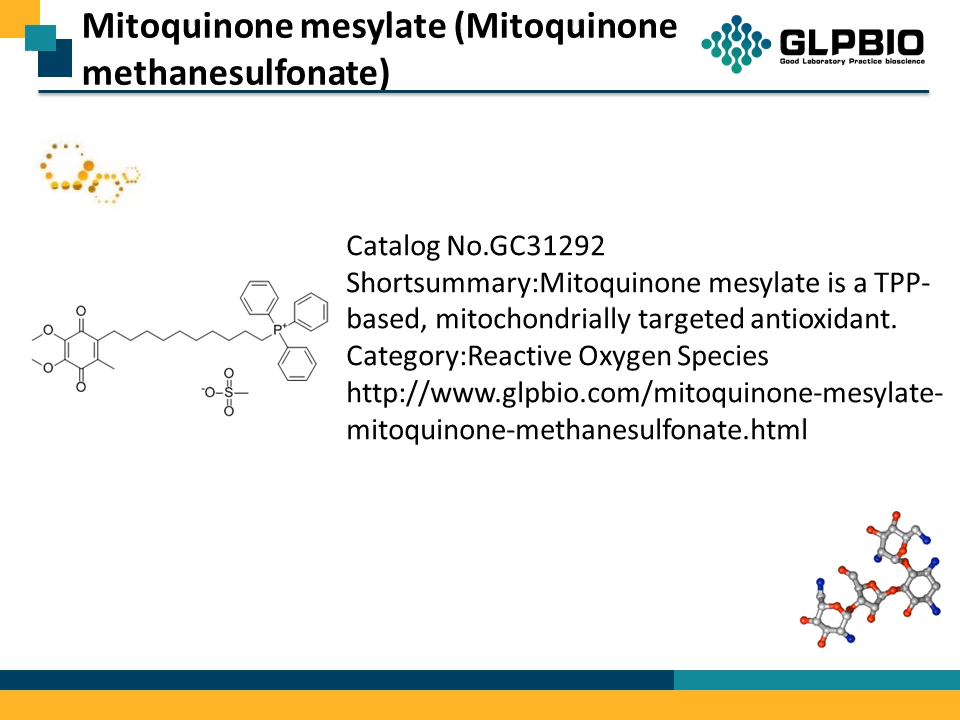 Mitoquinone mesylate (Mitoquinone
methanesulfonate)
GLPBIO
Good Laboratory Practice bioscience
Catalog No.GC31292
Shortsummary:Mitoquinone mesylate is a TPP-
based, mitochondrially targeted antioxidant.
Category:Reactive Oxygen Species
http://www.glpbio.com/mitoquinone-mesylate-
mitoquinone-methanesulfonate.html
O
O
P+
O
O
O
-O-S
O